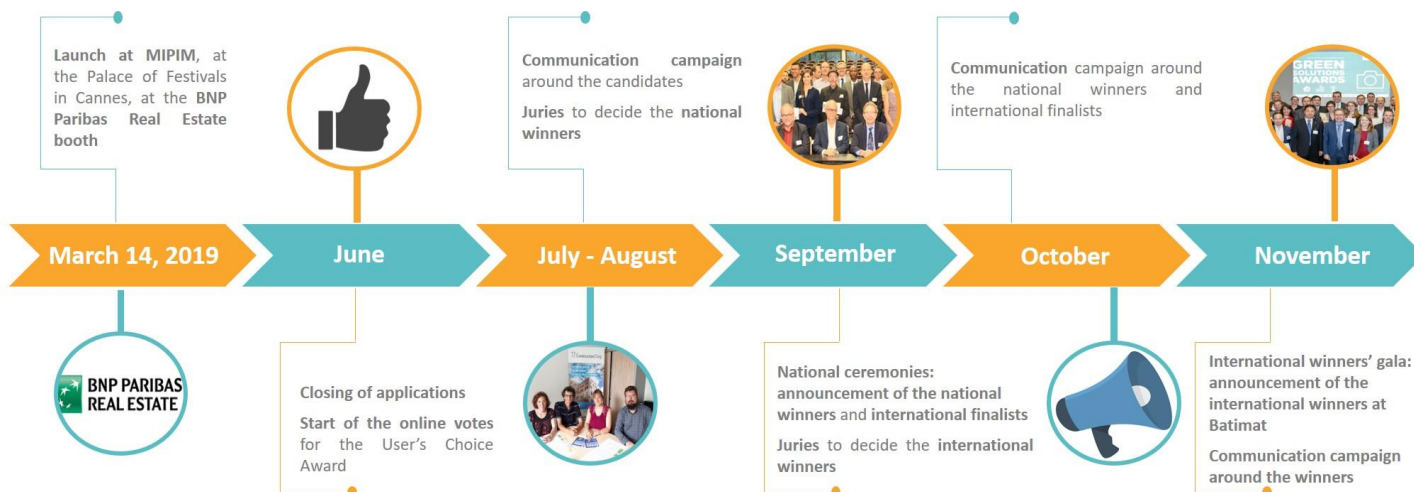 Launch at MIPIM, at
the Palace of Festivals
in Cannes, at the BNP
Paribas Real Estate
booth
Communication campaign
around the candidates
Juries to decide the national
winners
Communication campaign around
the national winners and
international finalists
GREEN
SOLUTIONS
AWARDS
March 14, 2019
June
July - August
September
October
November
BNP PARIBAS
REAL ESTATE
Closing of applications
Start of the online votes
for the User's Choice
Award
National ceremonies:
announcement of the national
winners and international finalists
Juries to decide the international
winners
International winners' gala:
announcement of the
international winners at
Batimat
Communication campaign
around the winners